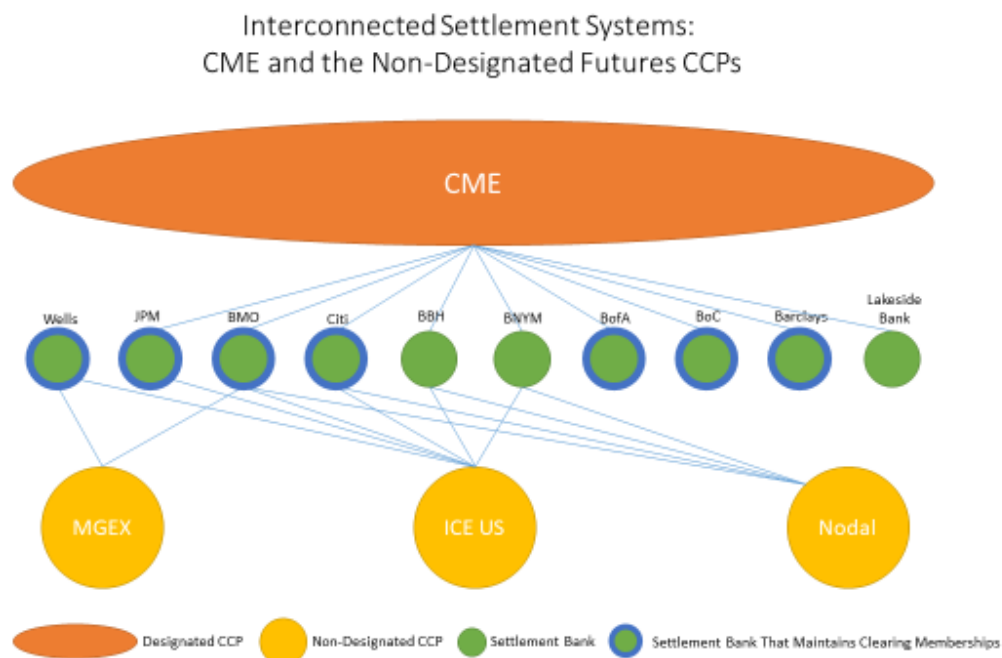 Interconnected Settlement Systems:
CME and the Non-Designated Futures CCPs
CME
Wells
JPM
BMO
Citi
BBH
BNYM
BofA
BoC
Barclays
Lakeside
Bank
MGEX
ICE US
Nodal
Designated CCP
Non-Designated CCP
Settlement Bank
Settlement Bank That Maintains Clearing Memberships